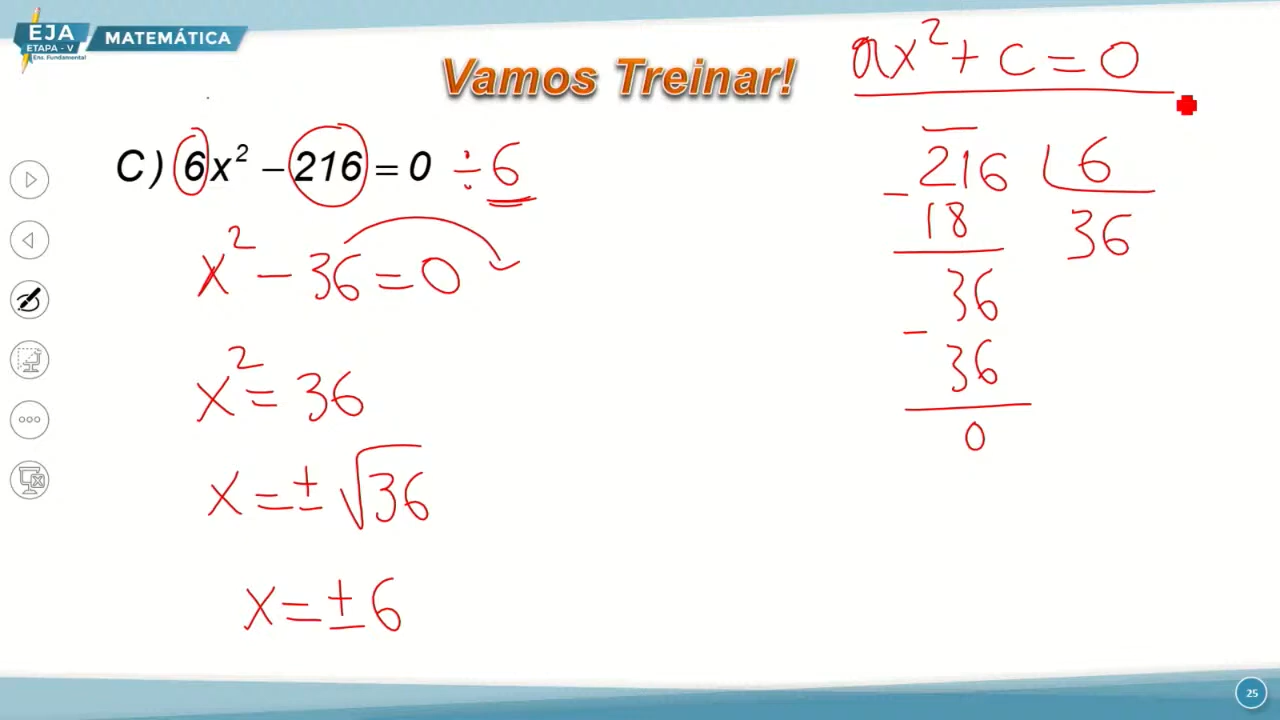 EJA
ETAPA - V
Ens. Fundamental
MATEMÁTICA
Vamos Treinar!
ax² + c = 0
C) 6x² − 216 = 0 ÷ 6
x² − 36 = 0
x² = 36
x = ± √36
x = ± 6
216 6
− 18 36
36
− 36
0
25